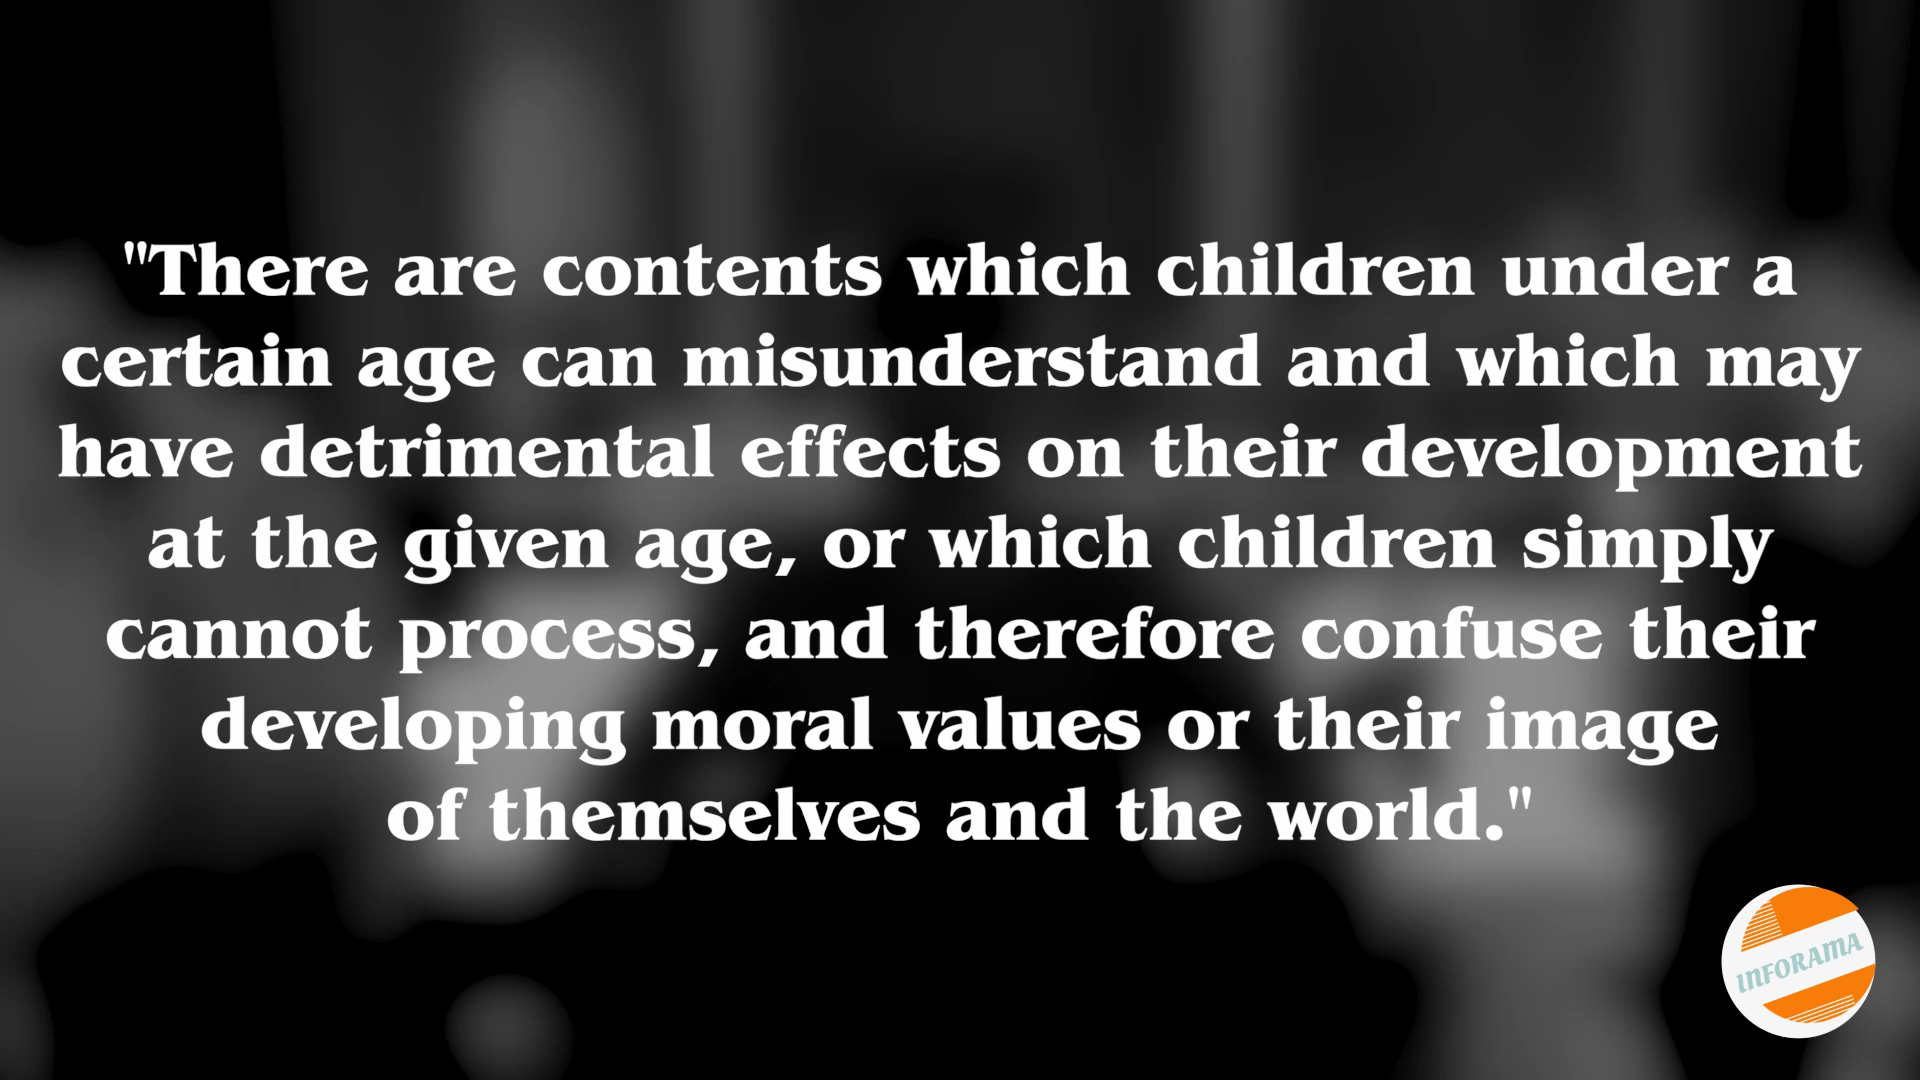 "There are contents which children under a
certain age can misunderstand and which may
have detrimental effects on their development
at the given age, or which children simply
cannot process, and therefore confuse their
developing moral values or their image
of themselves and the world."
INFORAMA